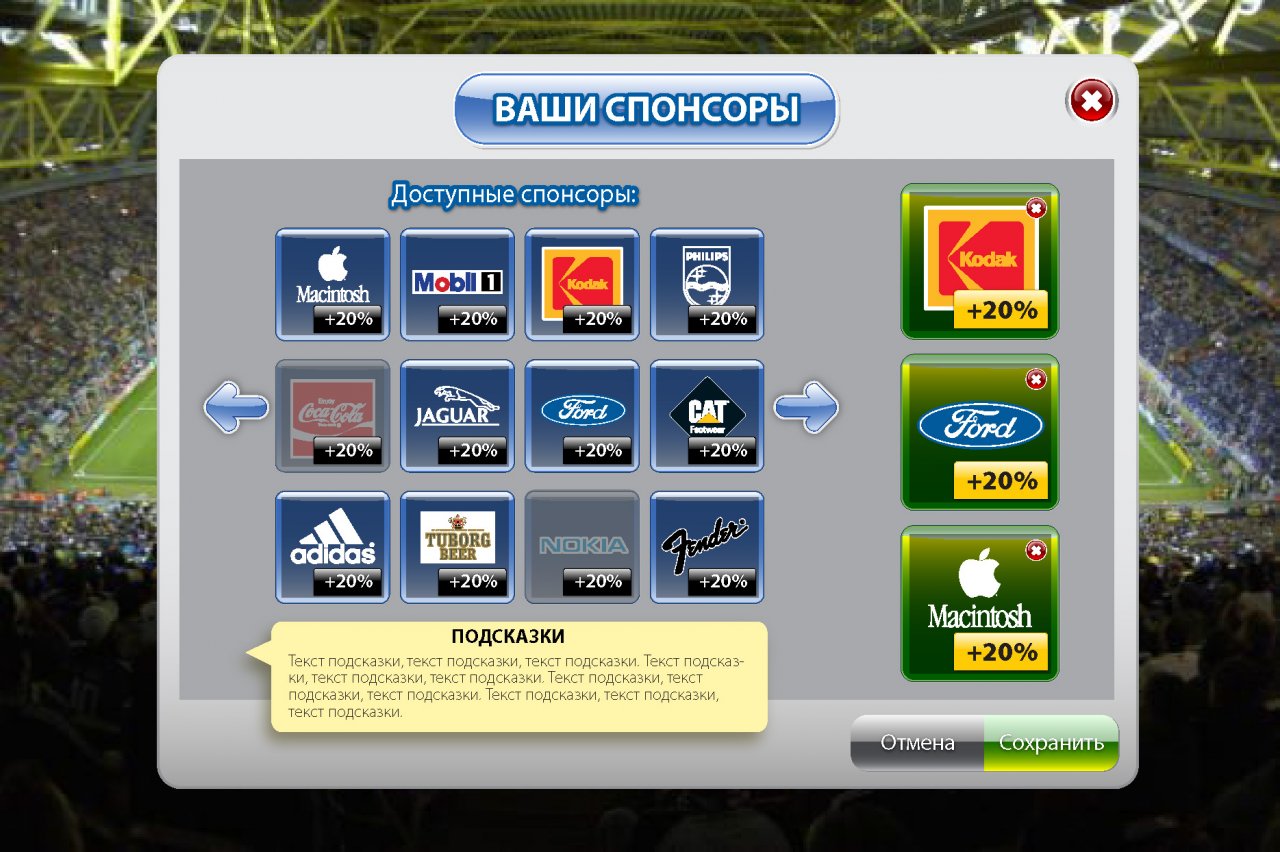 ВАШИ СПОНСОРЫ
Доступные спонсоры:
Macintosh
+20%
Mobil 1
+20%
Kodak
+20%
PHILIPS
+20%
Enjoy
Coca-Cola
+20%
JAGUAR
+20%
Ford
+20%
CAT
Footwear
+20%
adidas
+20%
TUBORG
BEER
+20%
NOKIA
+20%
Fender
+20%
Kodak
+20%
Ford
+20%
Macintosh
+20%
ПОДСКАЗКИ
Текст подсказки, текст подсказки, текст подсказки. Текст подсказ-
ки, текст подсказки, текст подсказки. Текст подсказки, текст
подсказки, текст подсказки. Текст подсказки, текст подсказки,
текст подсказки.
Отмена
Сохранить